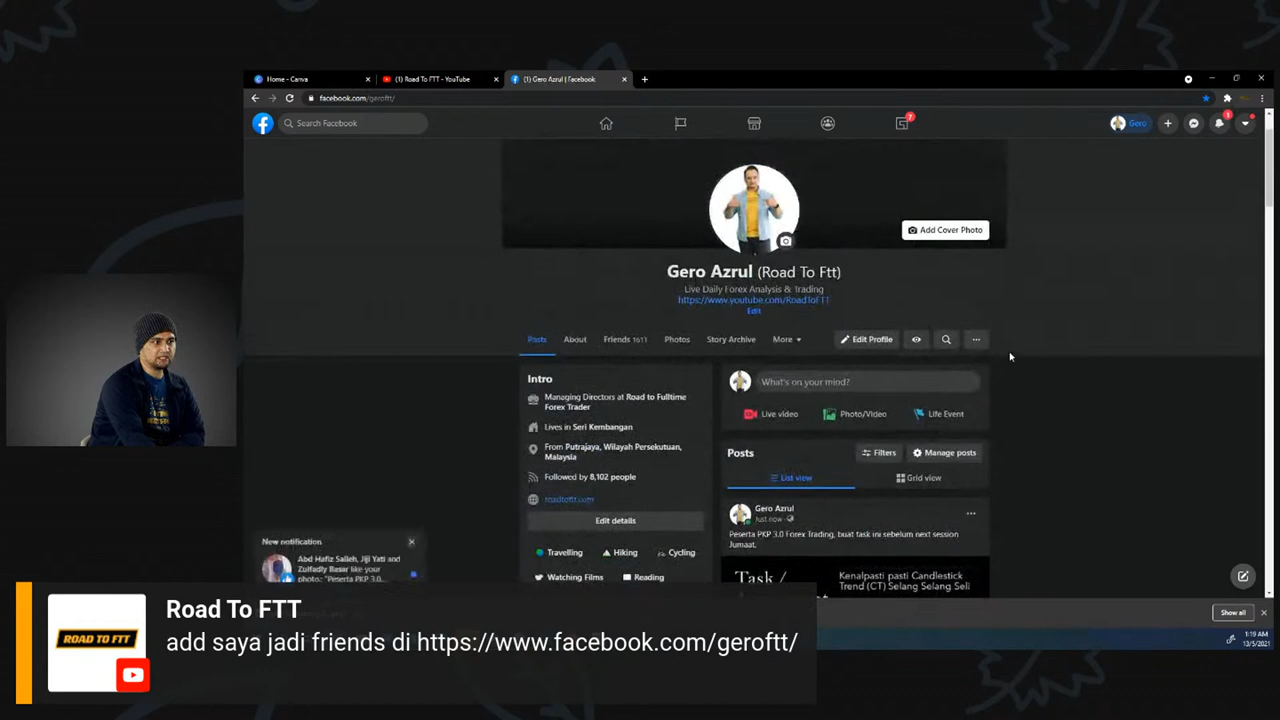 Home - Canva
(1) Road To FTT - YouTube
(1) Gero Azrul | Facebook
facebook.com/geroftt/
Search Facebook
7
Gero
1
Add Cover Photo
Gero Azrul (Road To Ftt)
Live Daily Forex Analysis & Trading
https://www.youtube.com/RoadToFTT
Edit
Posts
About
Friends 1611
Photos
Story Archive
More
Edit Profile
Intro
Managing Directors at Road to Fulltime
Forex Trader
Lives in Seri Kembangan
From Putrajaya, Wilayah Persekutuan,
Malaysia
Followed by 8,102 people
roadtoftt.com
Edit details
Travelling
Hiking
Cycling
Watching Films
Reading
What's on your mind?
Live video
Photo/Video
Life Event
Posts
Filters
Manage posts
List view
Grid view
Gero Azrul
Just now
Peserta PKP 3.0 Forex Trading, buat task ini sebelum next session
Jumaat.
Task /
Kenalpasti pasti Candlestick
Trend (CT) Selang Selang Seli
New notification
Abd Hafiz Salleh, Jiji Yati and
Zulfadly Basar like your
photo: "Peserta PKP 3.0...
Show all
1:19 AM
13/5/2021
ROAD TO FTT
Road To FTT
add saya jadi friends di https://www.facebook.com/geroftt/